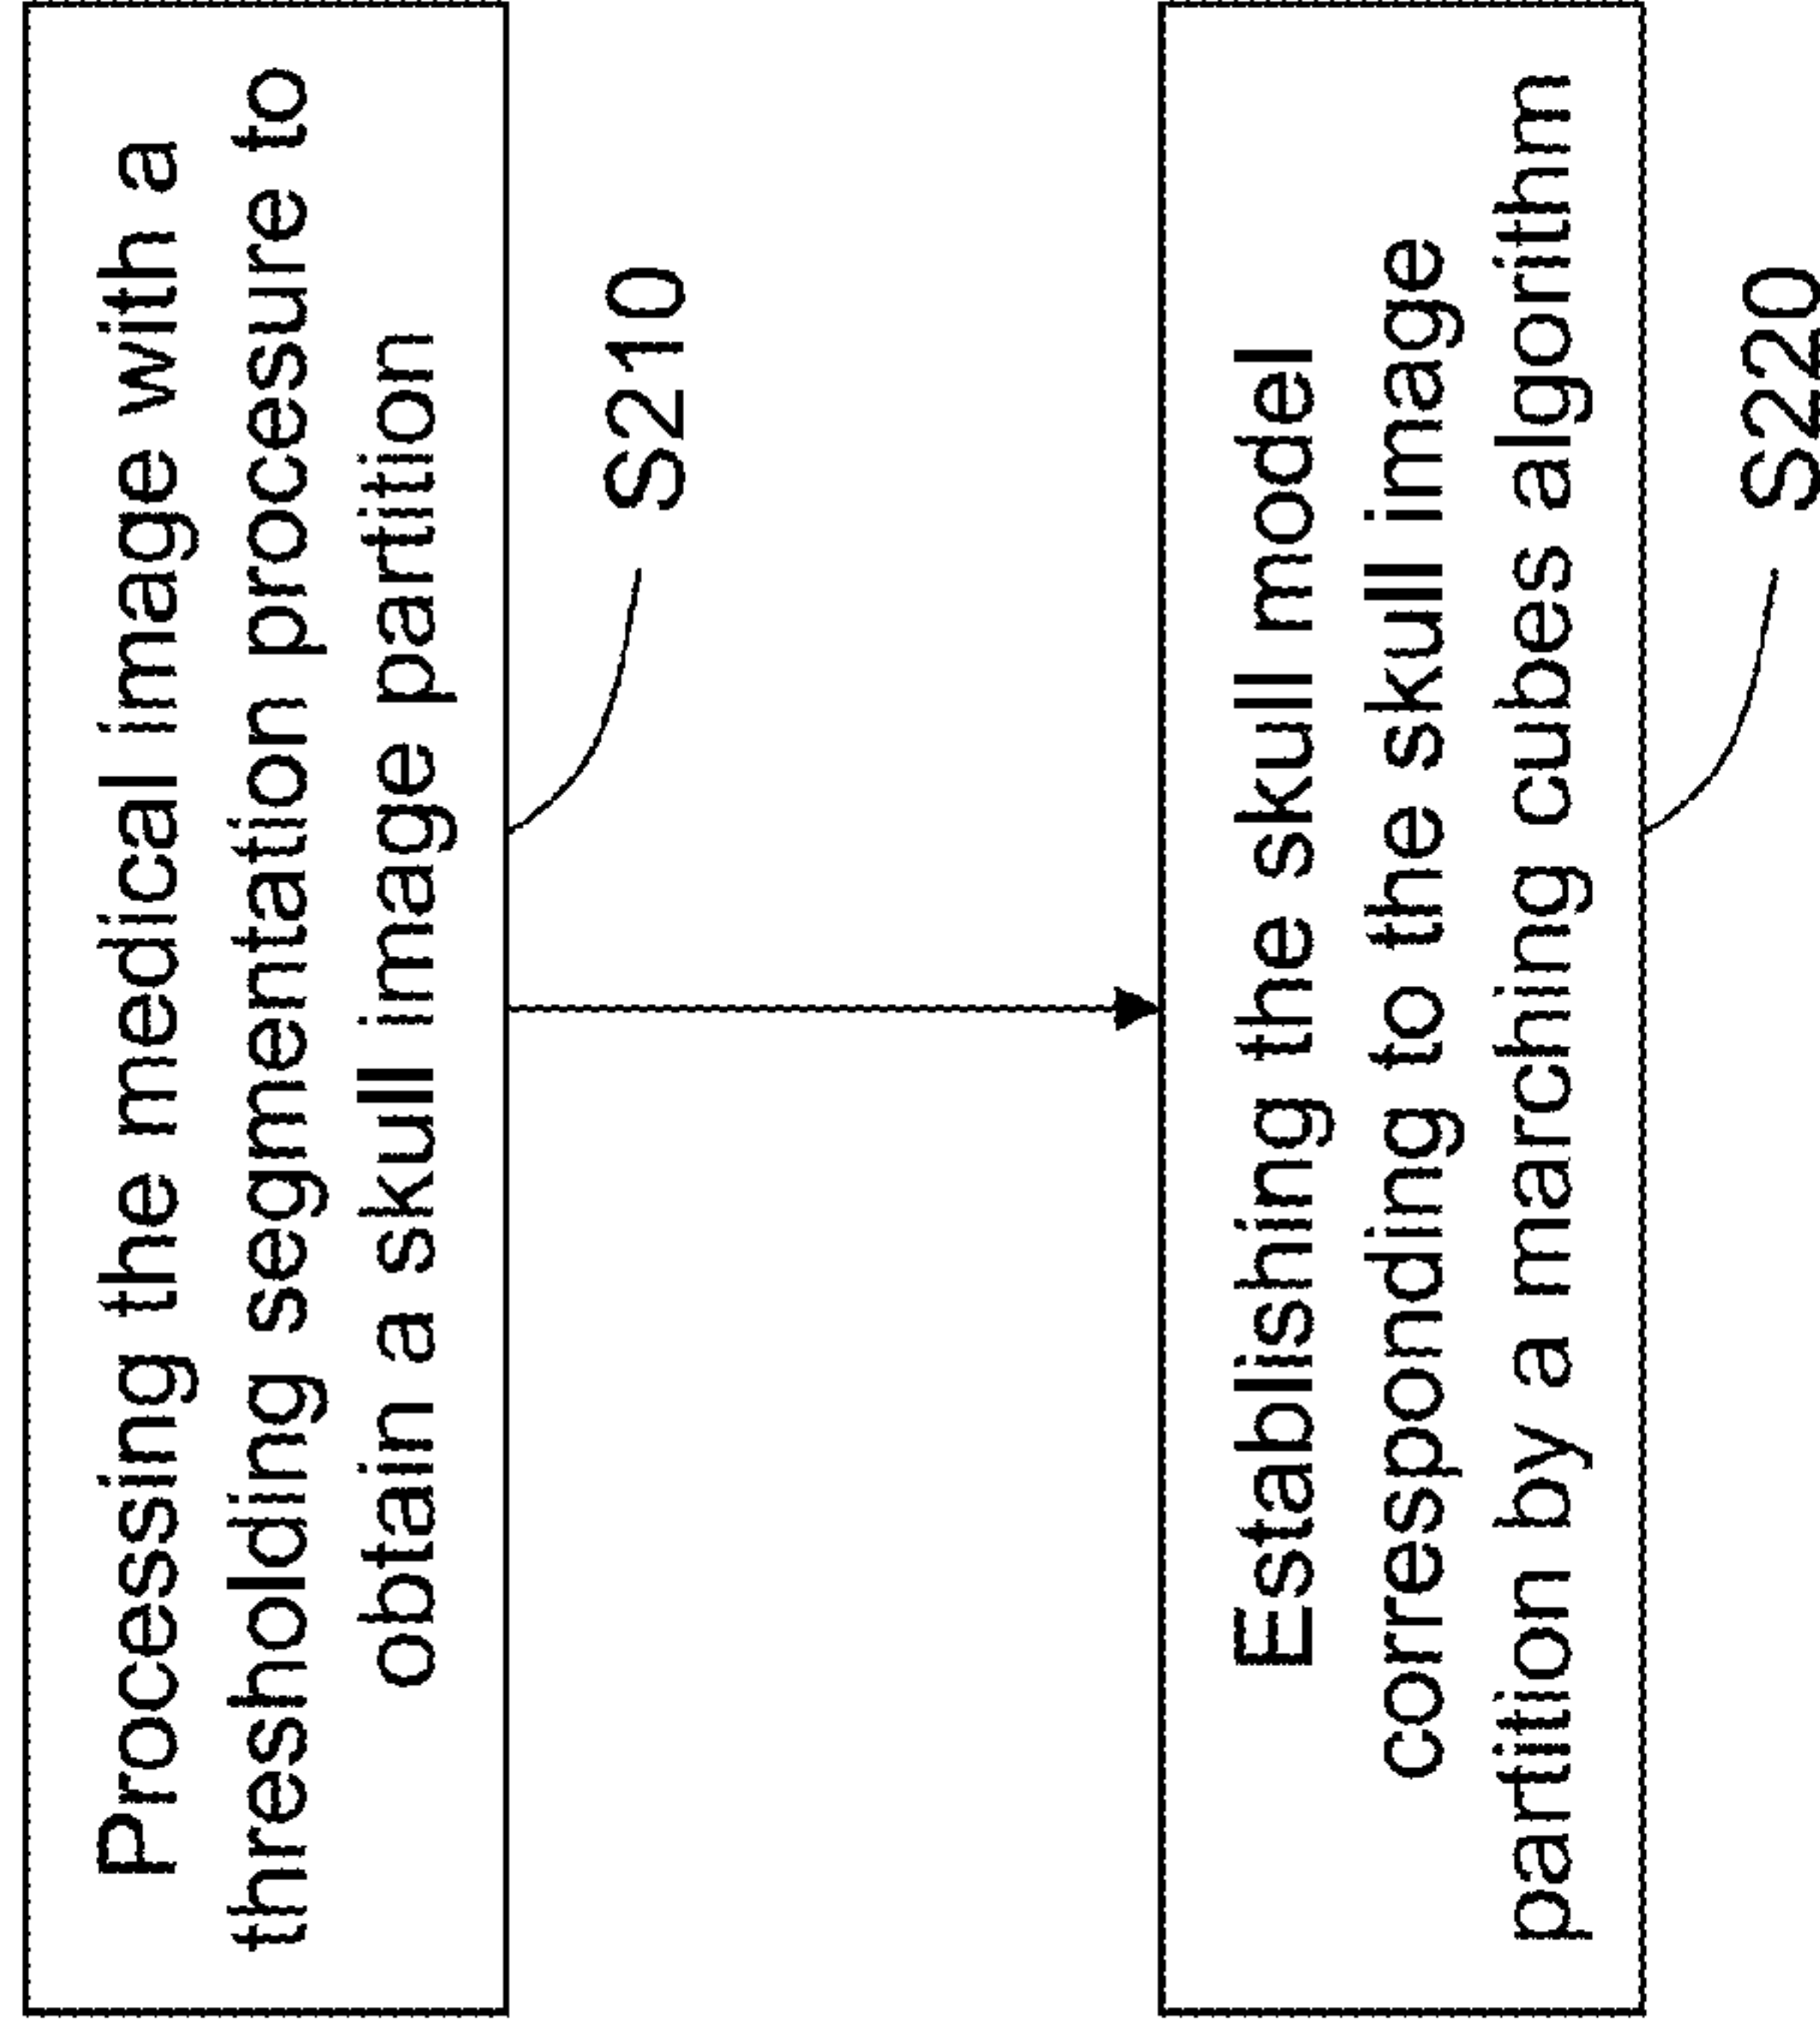 Processing the medical image with a
thresholding segmentation procesure to
obtain a skull image partition
S210
Establishing the skull model
corresponding to the skull image
partition by a marching cubes algorithm
S220